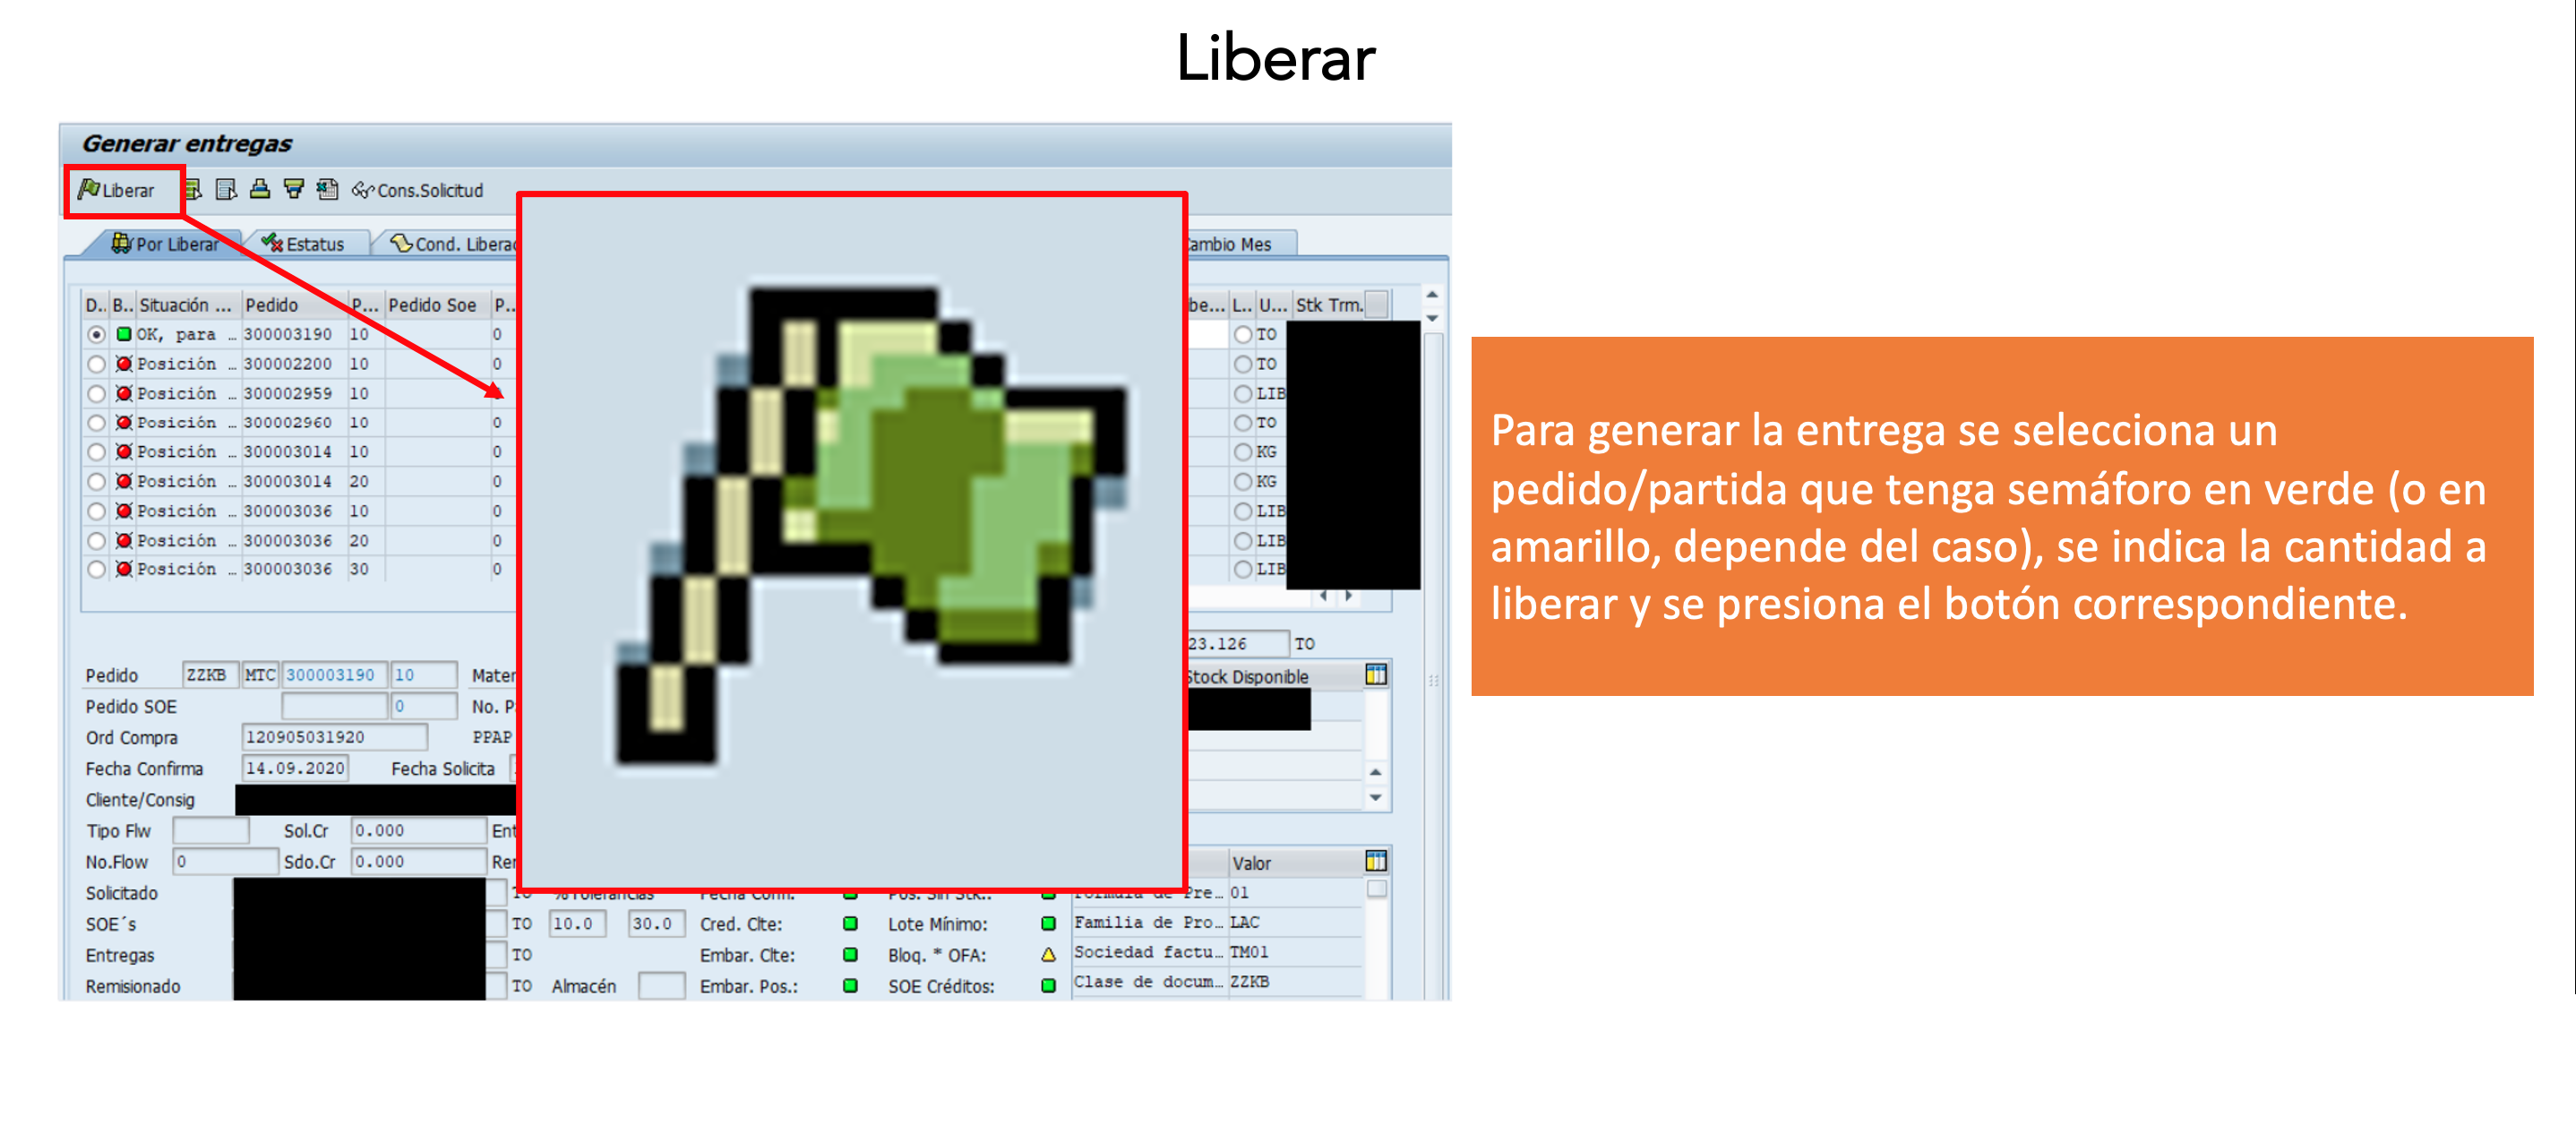 Liberar
Generar entregas
Liberar Cons.Solicitud
Por Liberar Estatus Cond. Liberac ambio Mes
D.. B.. Situación ... Pedido P... Pedido Soe P.. be... L.. U... Stk Trm.
OK, para … 300003190 10 0 TO
Posición … 300002200 10 0 TO
Posición … 300002959 10 LIB
Posición … 300002960 10 0 TO
Posición … 300003014 10 0 KG
Posición … 300003014 20 0 KG
Posición … 300003036 10 0 LIB
Posición … 300003036 20 0 LIB
Posición … 300003036 30 0 LIB
23.126 TO
Pedido ZZKB MTC 300003190 10 Mater Stock Disponible
Pedido SOE 0 No. P
Ord Compra 120905031920 PPAP
Fecha Confirma 14.09.2020 Fecha Solicita
Cliente/Consig
Tipo Flw Sol.Cr 0.000 Ent
No.Flow 0 Sdo.Cr 0.000 Rer Valor
Solicitado TO %Tolerancias Fecha Conf.: Pos. Sin Stk.: Formula de Pre… 01
SOE´s TO 10.0 30.0 Cred. Clte: Lote Mínimo: Familia de Pro… LAC
Entregas TO Embar. Clte: Bloq. * OFA: Sociedad factu… TM01
Remisionado TO Almacén Embar. Pos.: SOE Créditos: Clase de docum… ZZKB
Para generar la entrega se selecciona un
pedido/partida que tenga semáforo en verde (o en
amarillo, depende del caso), se indica la cantidad a
liberar y se presiona el botón correspondiente.